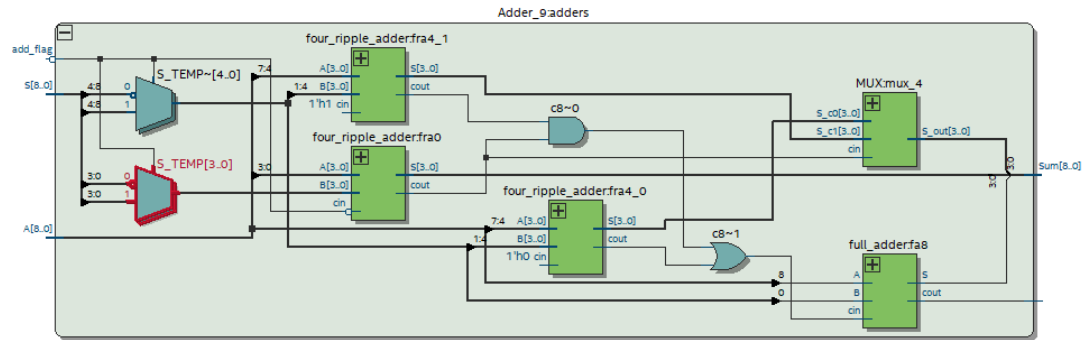 Adder_9:adders
add_flag
S[8..0]
A[8..0]
S_TEMP~[4..0]
4:8
0
4:8
1
S_TEMP[3..0]
3:0
0
3:0
1
four_ripple_adder:fra4_1
7:4
A[3..0]
S[3..0]
1:4
B[3..0]
cout
1'h1
cin
four_ripple_adder:fra0
3:0
A[3..0]
S[3..0]
B[3..0]
cout
cin
four_ripple_adder:fra4_0
7:4
A[3..0]
S[3..0]
1:4
B[3..0]
cout
1'h0
cin
c8~0
c8~1
MUX:mux_4
S_c0[3..0]
S_c1[3..0]
S_out[3..0]
cin
3:0
3:0
Sum[8..0]
full_adder:fa8
8
A
S
0
B
cout
cin